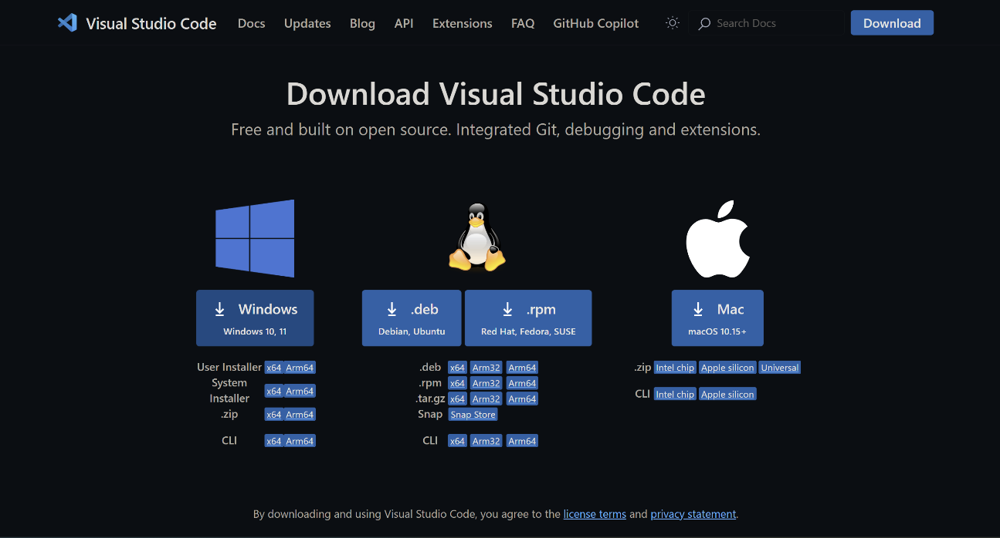 Visual Studio Code Docs Updates Blog API Extensions FAQ GitHub Copilot Search Docs Download
Download Visual Studio Code
Free and built on open source. Integrated Git, debugging and extensions.
Windows
Windows 10, 11
.deb
Debian, Ubuntu
.rpm
Red Hat, Fedora, SUSE
Mac
macOS 10.15+
User Installer x64 Arm64
System
Installer x64 Arm64
.zip x64 Arm64
CLI x64 Arm64
.deb x64 Arm32 Arm64
.rpm x64 Arm32 Arm64
.tar.gz x64 Arm32 Arm64
Snap Snap Store
CLI x64 Arm32 Arm64
.zip Intel chip Apple silicon Universal
CLI Intel chip Apple silicon
By downloading and using Visual Studio Code, you agree to the license terms and privacy statement.